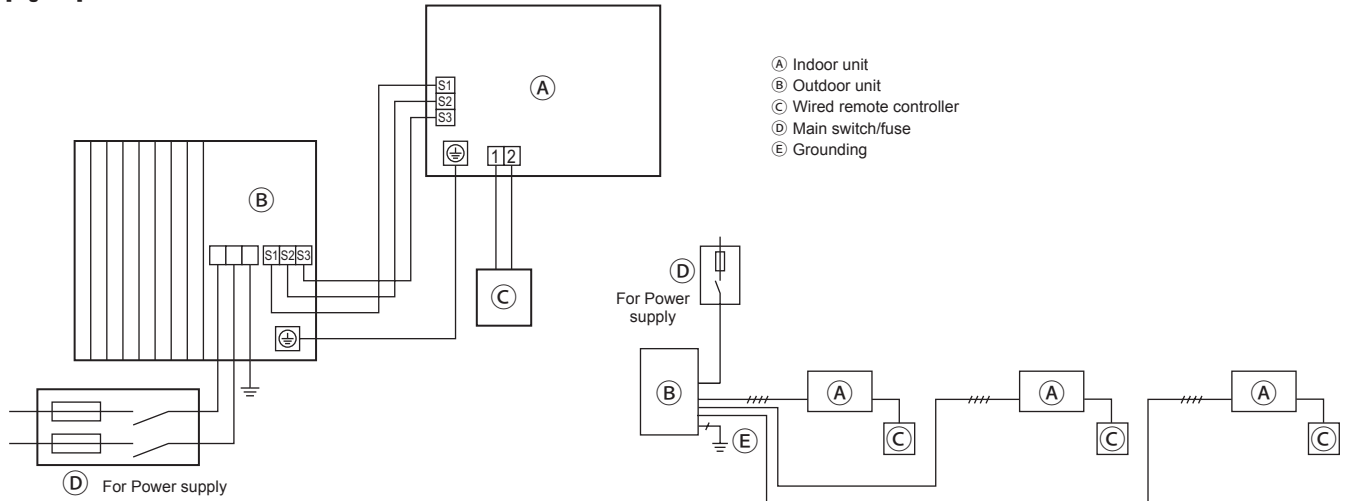 S1
S2
S3
Ⓐ
1 2
Ⓑ
S1 S2 S3
Ⓒ
Ⓓ For Power supply
Ⓐ Indoor unit
Ⓑ Outdoor unit
Ⓒ Wired remote controller
Ⓓ Main switch/fuse
Ⓔ Grounding
Ⓓ
For Power
supply
Ⓑ
Ⓔ
Ⓐ
Ⓒ
Ⓐ
Ⓒ
Ⓐ
Ⓒ